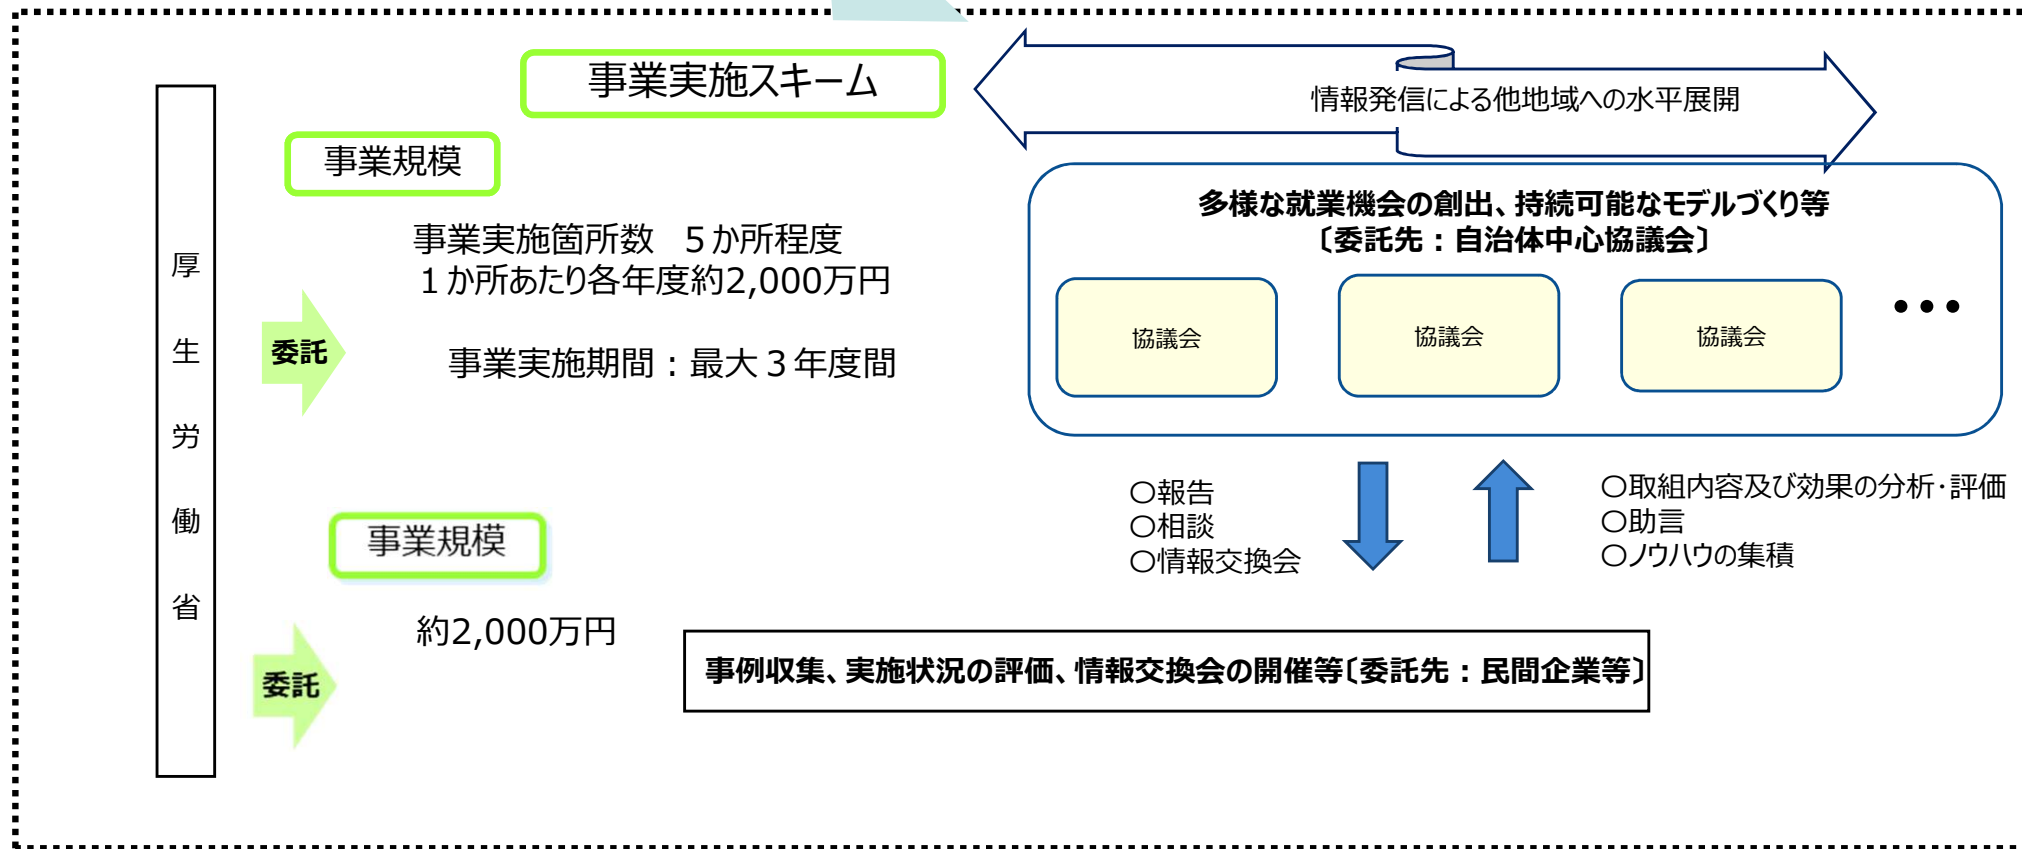 事業実施スキーム
情報発信による他地域への水平展開
事業規模
厚生労働省
委託
事業実施箇所数　５か所程度
１か所あたり各年度約2,000万円
事業実施期間：最大３年度間
多様な就業機会の創出、持続可能なモデルづくり等
〔委託先：自治体中心協議会〕
協議会
協議会
協議会
•••
○報告
○相談
○情報交換会
○取組内容及び効果の分析・評価
○助言
○ノウハウの集積
事業規模
委託
約2,000万円
事例収集、実施状況の評価、情報交換会の開催等〔委託先：民間企業等〕